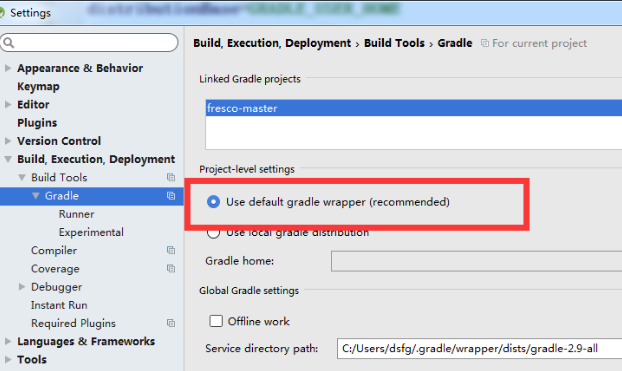 Settings
distributionBase=GRADLE_USER_HOME
Build, Execution, Deployment › Build Tools › Gradle
For current project
Appearance & Behavior
Keymap
Editor
Plugins
Version Control
Build, Execution, Deployment
Build Tools
Gradle
Runner
Experimental
Compiler
Coverage
Debugger
Instant Run
Required Plugins
Languages & Frameworks
Tools
Linked Gradle projects
fresco-master
Project-level settings
Use default gradle wrapper (recommended)
Use local gradle distribution
Gradle home:
Global Gradle settings
Offline work
Service directory path:
C:/Users/dsfg/.gradle/wrapper/dists/gradle-2.9-all